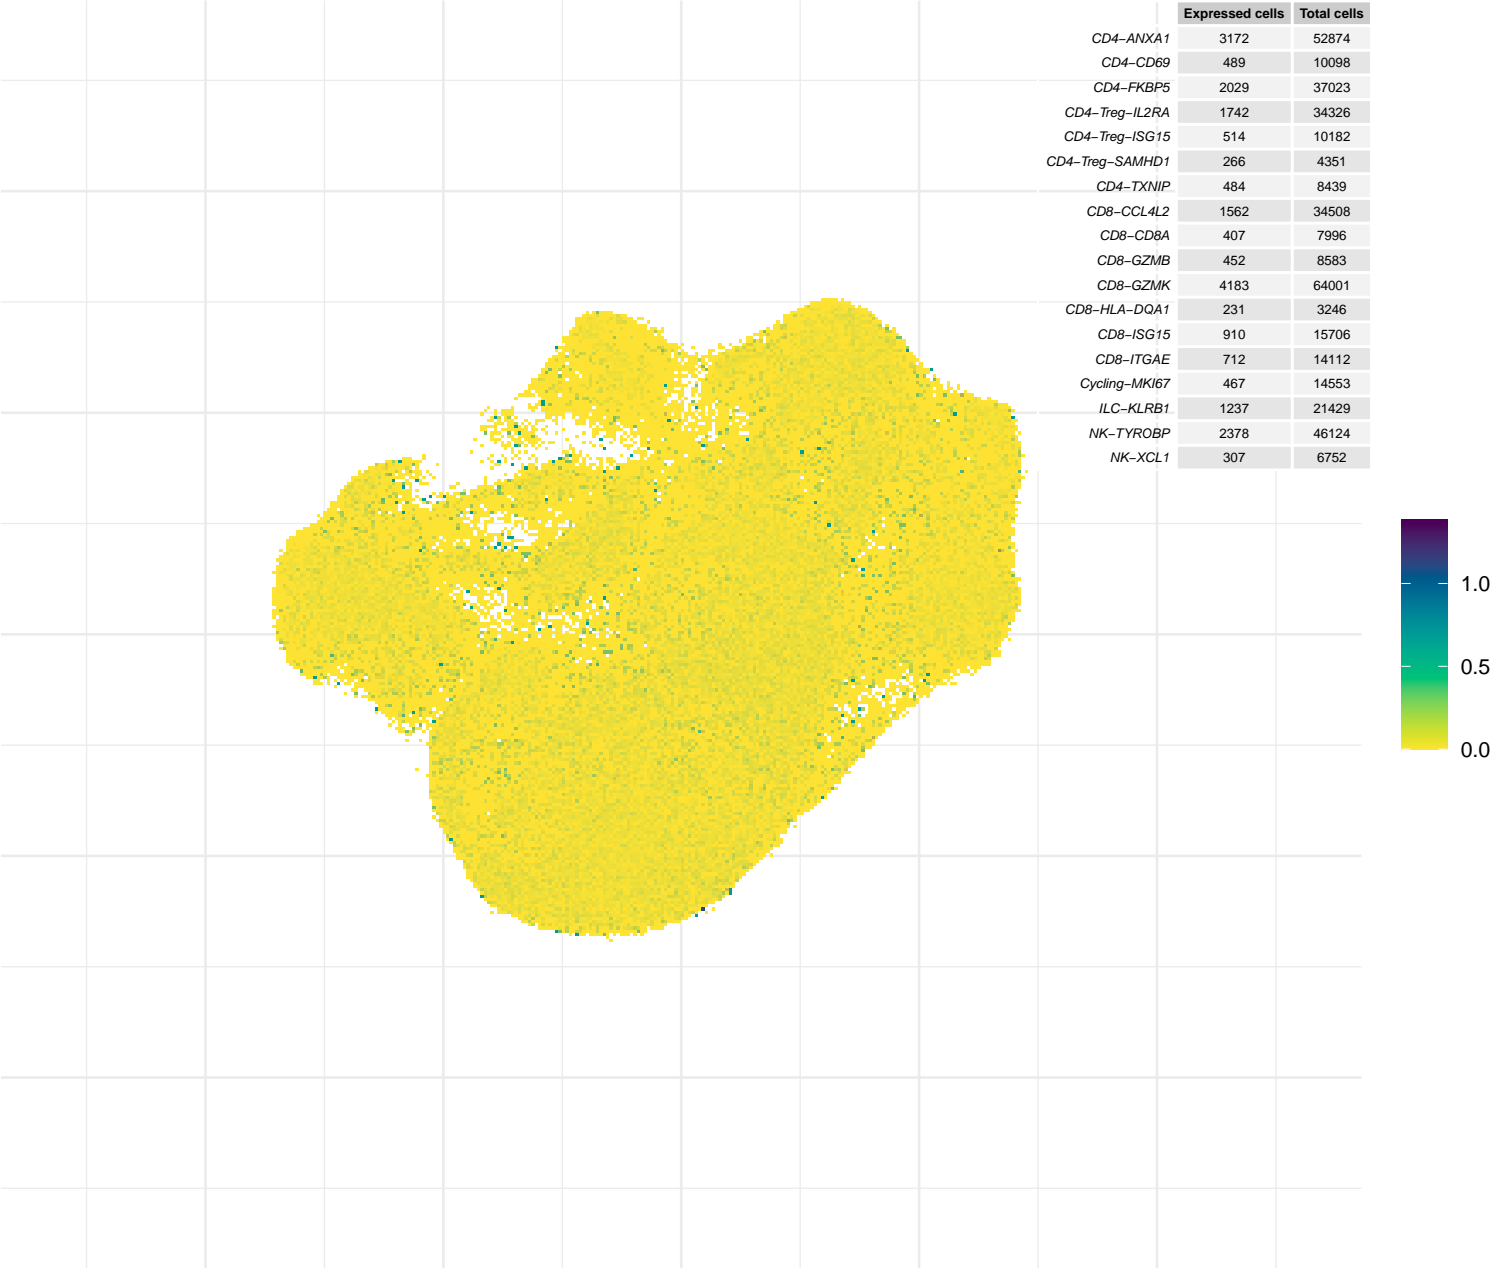 Expressed cells Total cells
CD4−ANXA1 3172 52874
CD4−CD69 489 10098
CD4−FKBP5 2029 37023
CD4−Treg−IL2RA 1742 34326
CD4−Treg−ISG15 514 10182
CD4−Treg−SAMHD1 266 4351
CD4−TXNIP 484 8439
CD8−CCL4L2 1562 34508
CD8−CD8A 407 7996
CD8−GZMB 452 8583
CD8−GZMK 4183 64001
CD8−HLA−DQA1 231 3246
CD8−ISG15 910 15706
CD8−ITGAE 712 14112
Cycling−MKI67 467 14553
ILC−KLRB1 1237 21429
NK−TYROBP 2378 46124
NK−XCL1 307 6752
1.0
0.5
0.0